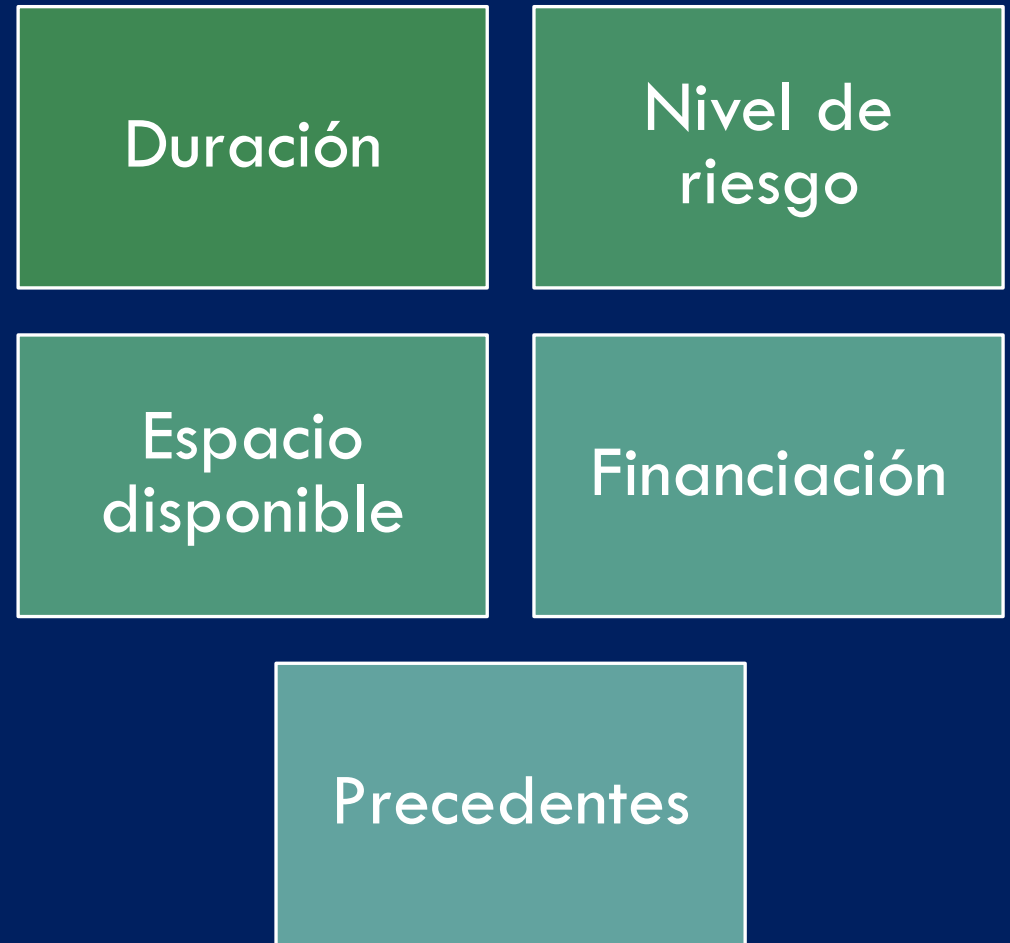 Duración
Nivel de
riesgo
Espacio
disponible
Financiación
Precedentes